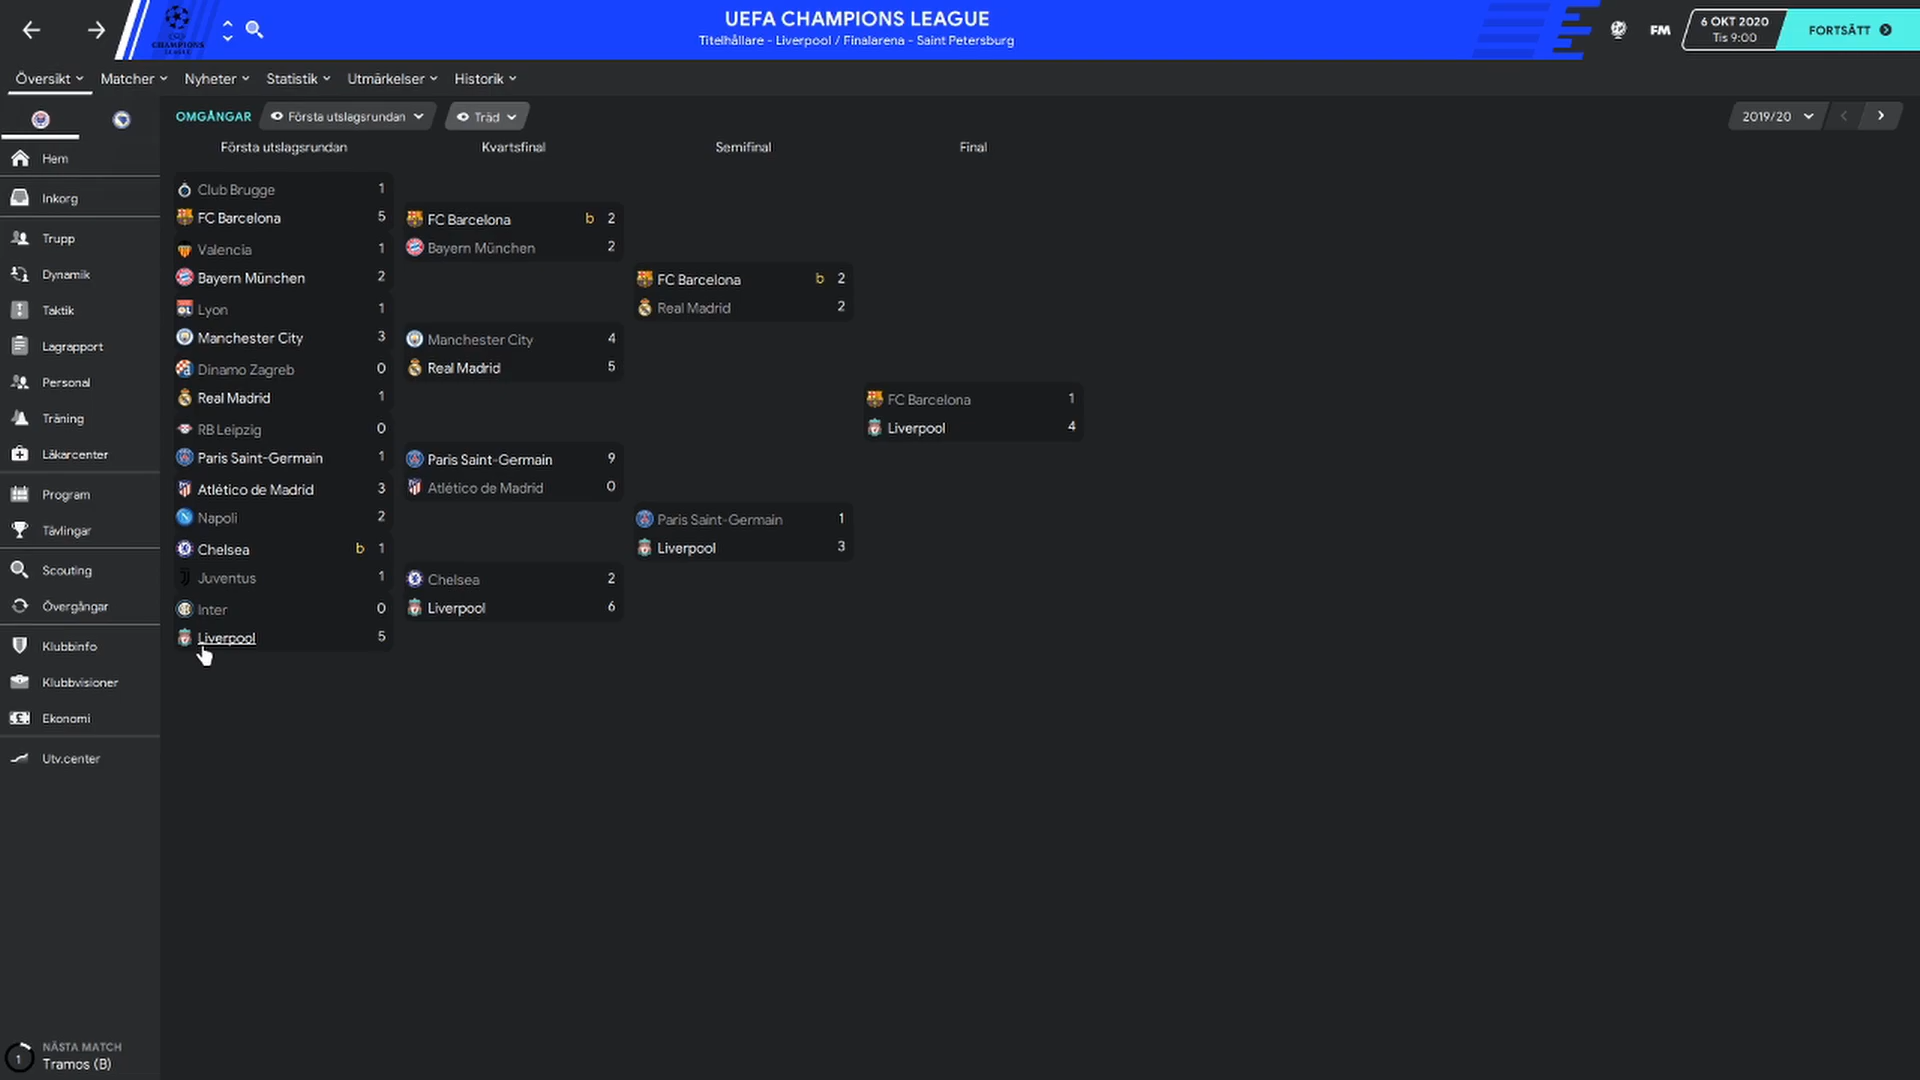 UEFA CHAMPIONS LEAGUE
Titelhållare - Liverpool / Finalarena - Saint Petersburg
CHAMPIONS
LEAGUE
FM
6 OKT 2020
Tis 9:00
FORTSÄTT
Översikt
Matcher
Nyheter
Statistik
Utmärkelser
Historik
OMGÅNGAR
Första utslagsrundan
Träd
2019/20
Hem
Inkorg
Trupp
Dynamik
Taktik
Lagrapport
Personal
Träning
Läkarcenter
Program
Tävlingar
Scouting
Övergångar
Klubbinfo
Klubbvisioner
Ekonomi
Utv.center
1
NÄSTA MATCH
Tramos (B)
Första utslagsrundan
Club Brugge 1
FC Barcelona 5
Valencia 1
Bayern München 2
Lyon 1
Manchester City 3
Dinamo Zagreb 0
Real Madrid 1
RB Leipzig 0
Paris Saint-Germain 1
Atlético de Madrid 3
Napoli 2
Chelsea b 1
Juventus 1
Inter 0
Liverpool 5
Kvartsfinal
FC Barcelona b 2
Bayern München 2
Manchester City 4
Real Madrid 5
Paris Saint-Germain 9
Atlético de Madrid 0
Chelsea 2
Liverpool 6
Semifinal
FC Barcelona b 2
Real Madrid 2
Paris Saint-Germain 1
Liverpool 3
Final
FC Barcelona 1
Liverpool 4